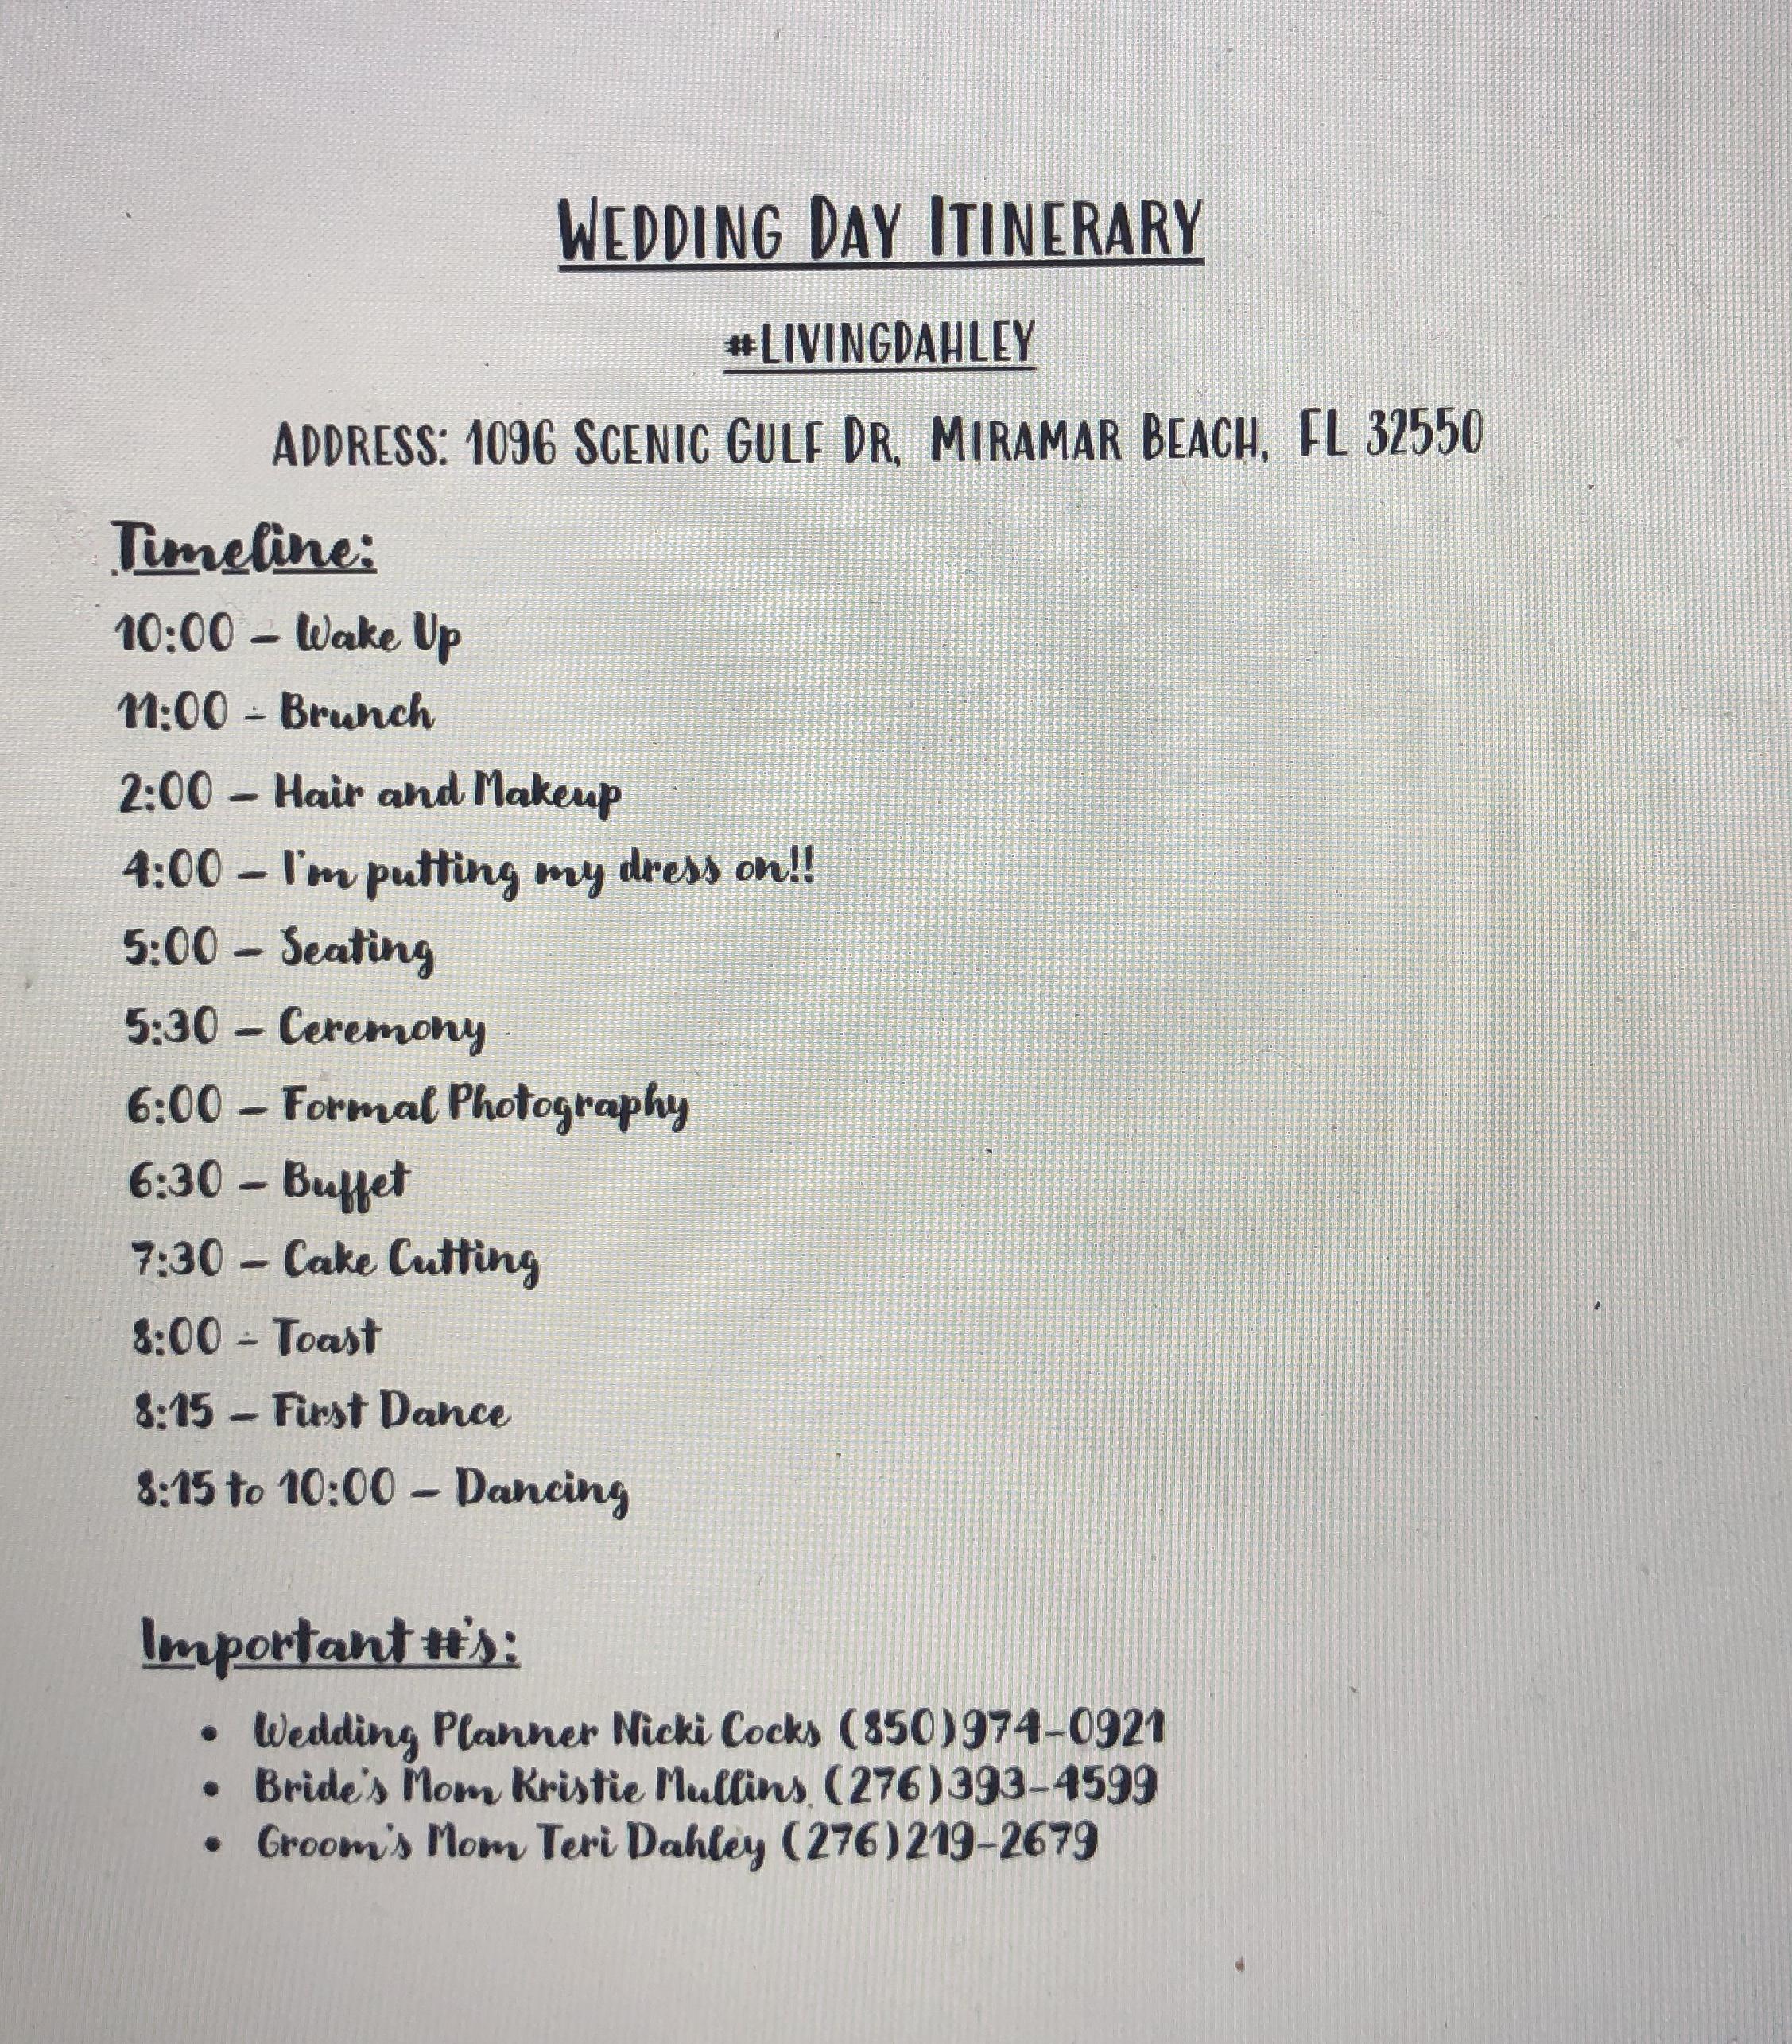 WEDDING DAY ITINERARY
#LIVINGDAHLEY
ADDRESS: 1096 SCENIC GULF DR, MIRAMAR BEACH, FL 32550
Timeline:
10:00 – Wake Up
11:00 - Brunch
2:00 – Hair and Makeup
4:00 – I'm putting my dress on!!
5:00 – Seating
5:30 – Ceremony
6:00 – Formal Photography
6:30 – Buffet
7:30 – Cake Cutting
8:00 - Toast
8:15 – First Dance
8:15 to 10:00 – Dancing
Important #'s:
• Wedding Planner Nicki Cocks (850)974-0921
• Bride's Mom Kristie Mullins (276)393-4599
• Groom's Mom Teri Dahley (276)219-2679